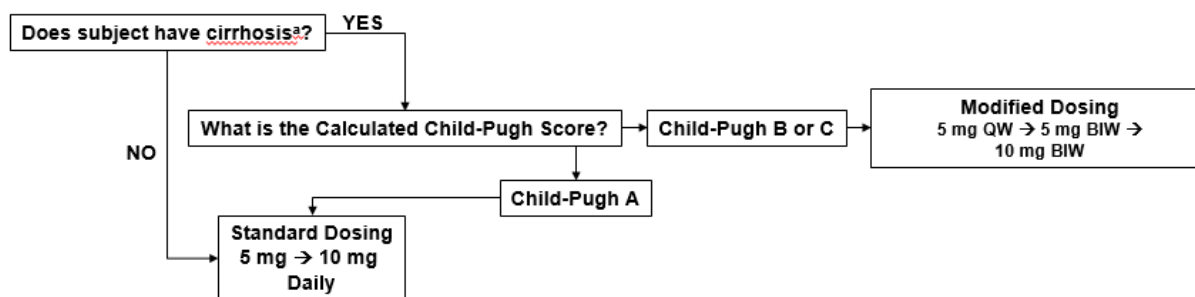 Does subject have cirrhosisᵃ?
YES
What is the Calculated Child-Pugh Score?
Child-Pugh B or C
Modified Dosing
5 mg QW → 5 mg BIW →
10 mg BIW
NO
Child-Pugh A
Standard Dosing
5 mg → 10 mg
Daily